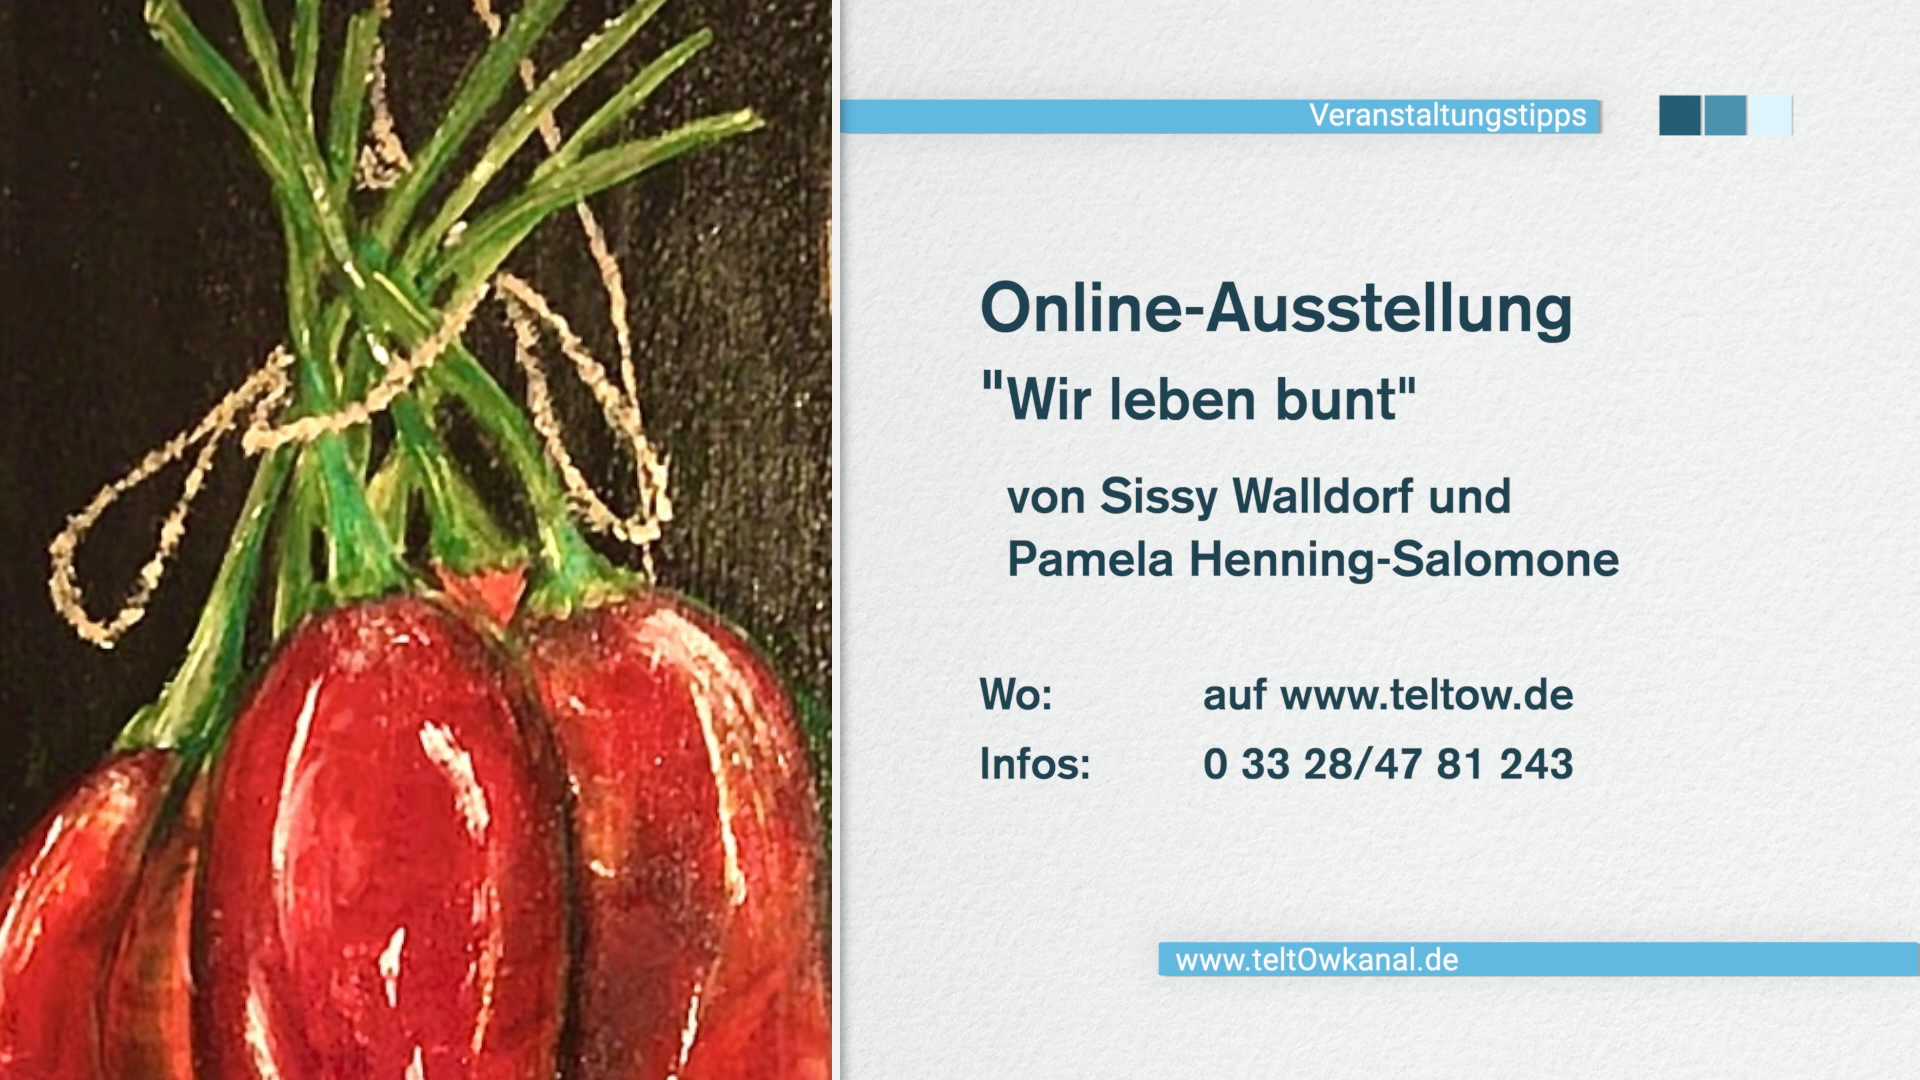 Veranstaltungstipps
Online-Ausstellung
"Wir leben bunt"
von Sissy Walldorf und
Pamela Henning-Salomone
Wo: auf www.teltow.de
Infos: 0 33 28/47 81 243
www.teltOwkanal.de